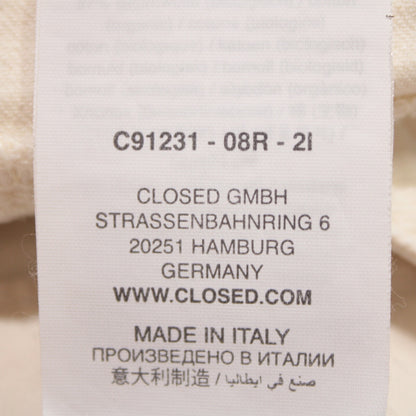 C91231 - 08R - 2I
CLOSED GMBH
STRASSENBAHNRING 6
20251 HAMBURG
GERMANY
WWW.CLOSED.COM
MADE IN ITALY
ПРОИЗВЕДЕНО В ИТАЛИИ
意大利制造 / صنع في ايطاليا